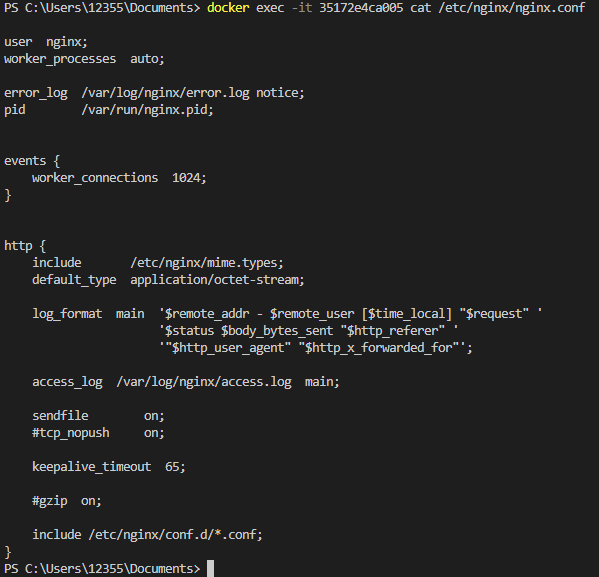 PS C:\Users\12355\Documents> docker exec -it 35172e4ca005 cat /etc/nginx/nginx.conf
user  nginx;
worker_processes  auto;
error_log  /var/log/nginx/error.log notice;
pid        /var/run/nginx.pid;
events {
    worker_connections  1024;
}
http {
    include       /etc/nginx/mime.types;
    default_type  application/octet-stream;
    log_format  main  '$remote_addr - $remote_user [$time_local] "$request" '
                      '$status $body_bytes_sent "$http_referer" '
                      '"$http_user_agent" "$http_x_forwarded_for"';
    access_log  /var/log/nginx/access.log  main;
    sendfile        on;
    #tcp_nopush     on;
    keepalive_timeout  65;
    #gzip  on;
    include /etc/nginx/conf.d/*.conf;
}
PS C:\Users\12355\Documents>